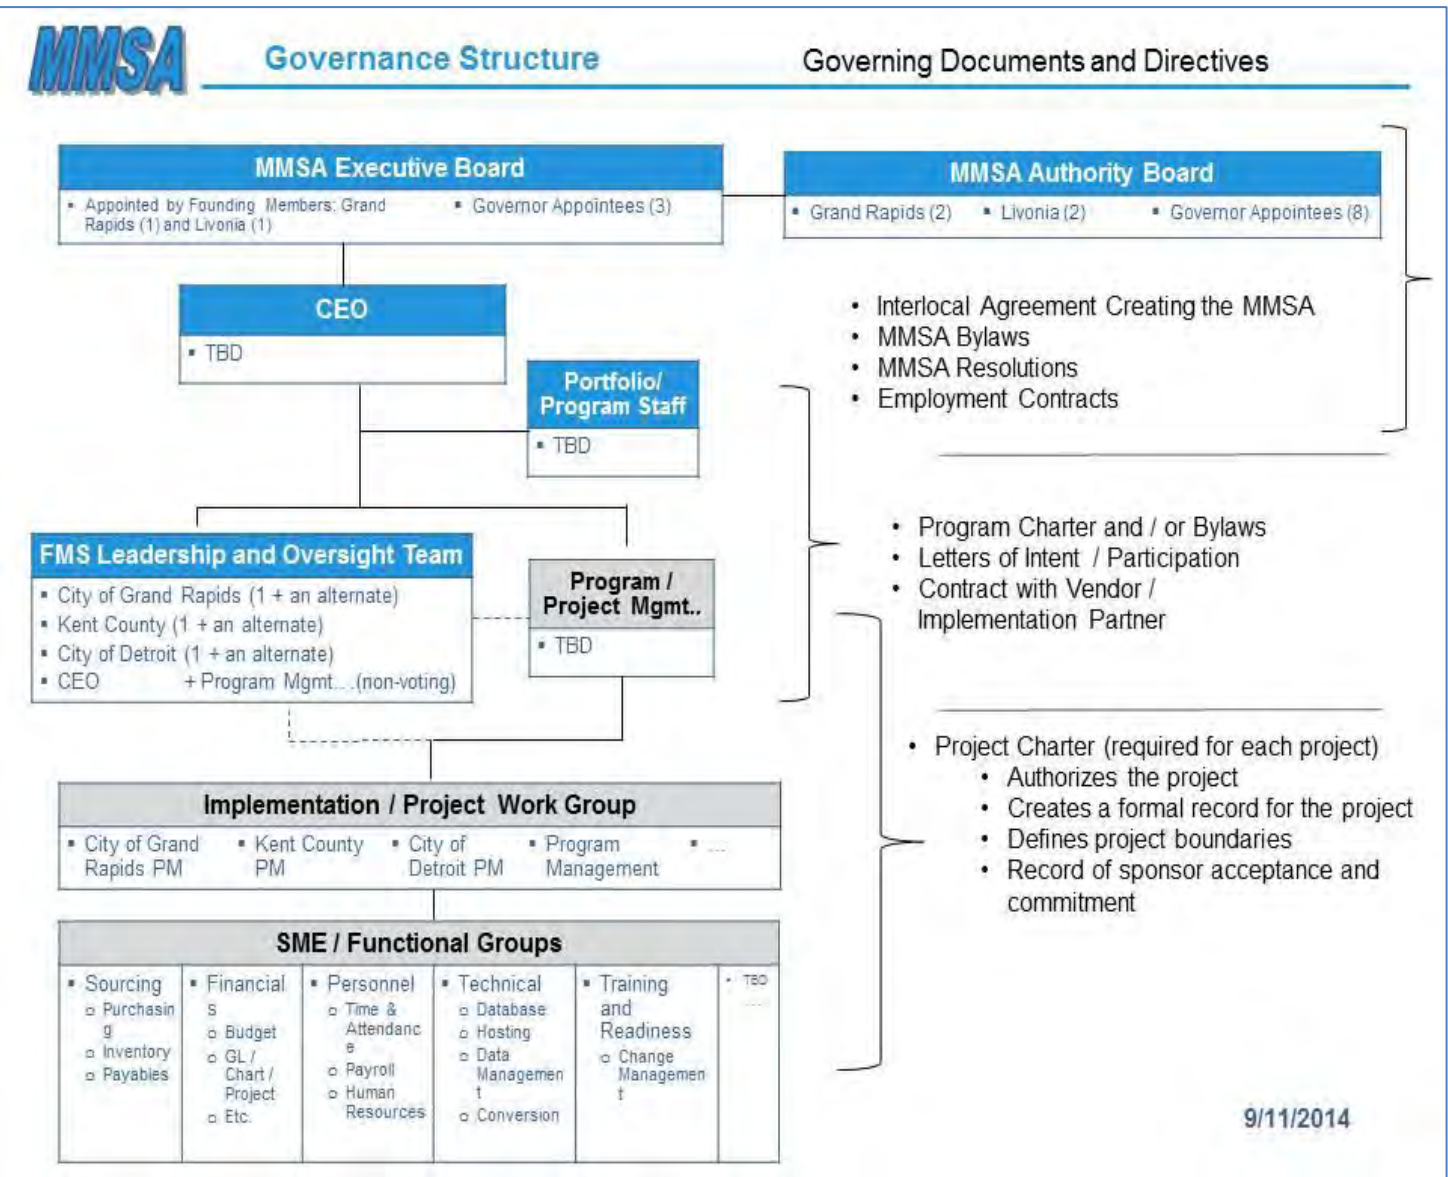 MMSA
Governance Structure
Governing Documents and Directives
MMSA Executive Board
▪ Appointed by Founding Members: Grand
Rapids (1) and Livonia (1)
▪ Governor Appointees (3)
MMSA Authority Board
▪ Grand Rapids (2)
▪ Livonia (2)
▪ Governor Appointees (8)
CEO
▪ TBD
Portfolio/
Program Staff
▪ TBD
• Interlocal Agreement Creating the MMSA
• MMSA Bylaws
• MMSA Resolutions
• Employment Contracts
FMS Leadership and Oversight Team
▪ City of Grand Rapids (1 + an alternate)
▪ Kent County (1 + an alternate)
▪ City of Detroit (1 + an alternate)
▪ CEO + Program Mgmt... .(non-voting)
Program /
Project Mgmt..
▪ TBD
• Program Charter and / or Bylaws
• Letters of Intent / Participation
• Contract with Vendor /
Implementation Partner
Implementation / Project Work Group
▪ City of Grand
Rapids PM
▪ Kent County
PM
▪ City of
Detroit PM
▪ Program
Management
▪ ...
• Project Charter (required for each project)
• Authorizes the project
• Creates a formal record for the project
• Defines project boundaries
• Record of sponsor acceptance and
commitment
SME / Functional Groups
▪ Sourcing
o Purchasin
g
o Inventory
o Payables
▪ Financial
s
o Budget
o GL /
Chart /
Project
o Etc.
▪ Personnel
o Time &
Attendanc
e
o Payroll
o Human
Resources
▪ Technical
o Database
o Hosting
o Data
Managemen
t
o Conversion
▪ Training
and
Readiness
o Change
Managemen
t
▪ TBD
....
9/11/2014